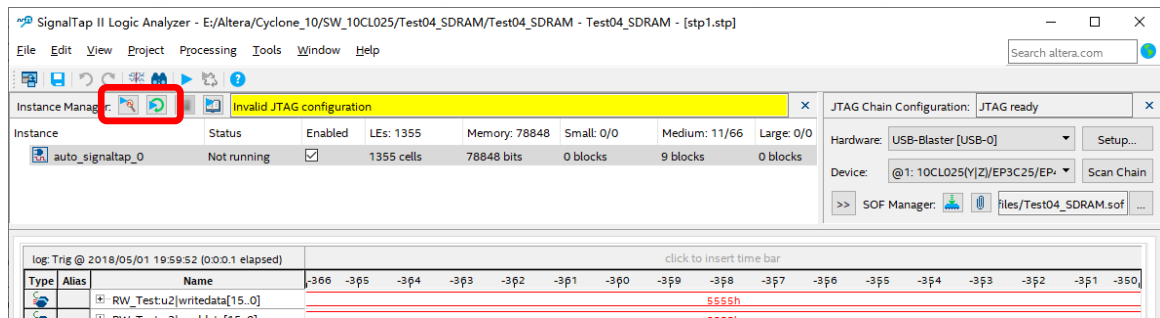 SignalTap II Logic Analyzer - E:/Altera/Cyclone_10/SW_10CL025/Test04_SDRAM/Test04_SDRAM - Test04_SDRAM - [stp1.stp]
File Edit View Project Processing Tools Window Help
Search altera.com
Instance Manager: Invalid JTAG configuration
JTAG Chain Configuration: JTAG ready
Instance Status Enabled LEs: 1355 Memory: 78848 Small: 0/0 Medium: 11/66 Large: 0/0
auto_signaltap_0 Not running 1355 cells 78848 bits 0 blocks 9 blocks 0 blocks
Hardware: USB-Blaster [USB-0] Setup...
Device: @1: 10CL025(Y|Z)/EP3C25/EP4 Scan Chain
>> SOF Manager: files/Test04_SDRAM.sof ...
log: Trig @ 2018/05/01 19:59:52 (0:0:0.1 elapsed) click to insert time bar
Type Alias Name -366 -365 -364 -363 -362 -361 -360 -359 -358 -357 -356 -355 -354 -353 -352 -351 -350
RW_Test:u2|writedata[15..0] 5555h